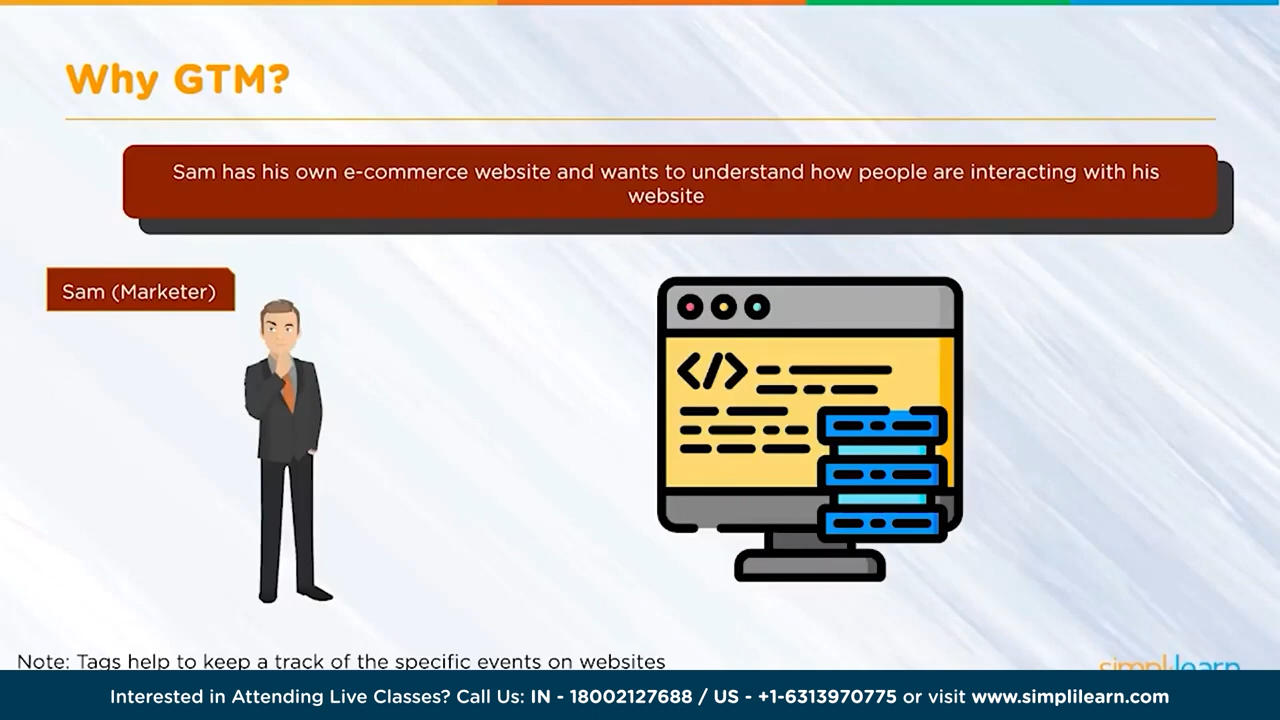 Why GTM?
Sam has his own e-commerce website and wants to understand how people are interacting with his
website
Sam (Marketer)
</>
Note: Tags help to keep a track of the specific events on websites
simplilearn
Interested in Attending Live Classes? Call Us: IN - 18002127688 / US - +1-6313970775 or visit www.simplilearn.com